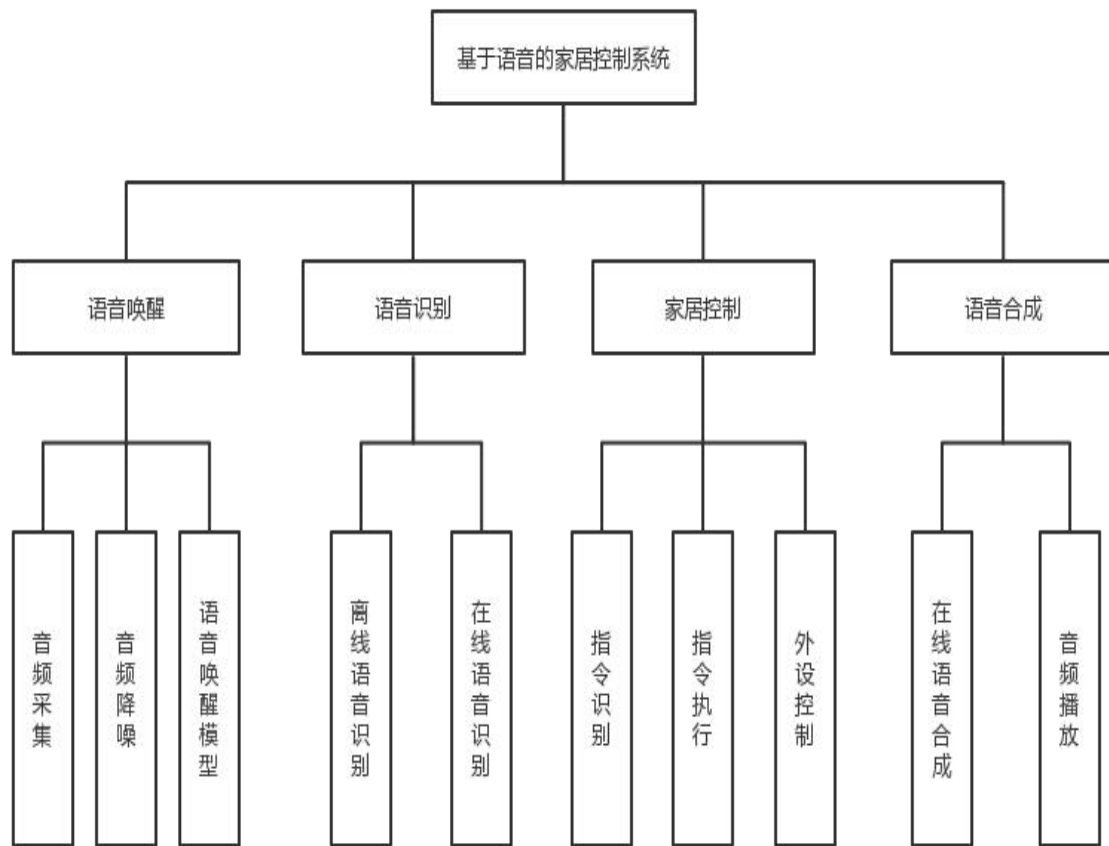 基于语音的家居控制系统
语音唤醒
语音识别
家居控制
语音合成
音频采集
音频降噪
语音唤醒模型
离线语音识别
在线语音识别
指令识别
指令执行
外设控制
在线语音合成
音频播放